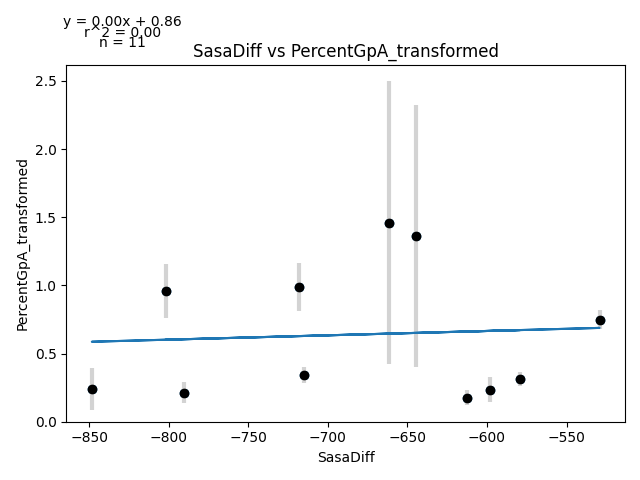 y = 0.00x + 0.86
r^2 = 0.00
n = 11
SasaDiff vs PercentGpA_transformed
PercentGpA_transformed
2.5
2.0
1.5
1.0
0.5
0.0
−850 −800 −750 −700 −650 −600 −550
SasaDiff